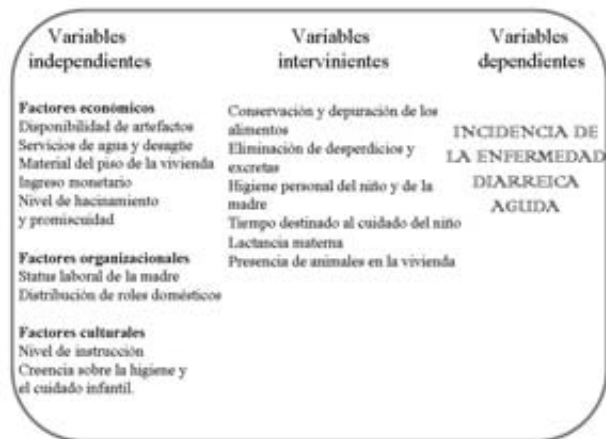 Variables
independientes
Factores económicos
Disponibilidad de artefactos
Servicios de agua y desagüe
Material del piso de la vivienda
Ingreso monetario
Nivel de hacinamiento
y promiscuidad
Factores organizacionales
Status laboral de la madre
Distribución de roles domésticos
Factores culturales
Nivel de instrucción
Creencia sobre la higiene y
el cuidado infantil.
Variables
intervinientes
Conservación y depuración de los
alimentos
Eliminación de desperdicios y
excretas
Higiene personal del niño y de la
madre
Tiempo destinado al cuidado del niño
Lactancia materna
Presencia de animales en la vivienda
Variables
dependientes
INCIDENCIA DE
LA ENFERMEDAD
DIARREICA
AGUDA